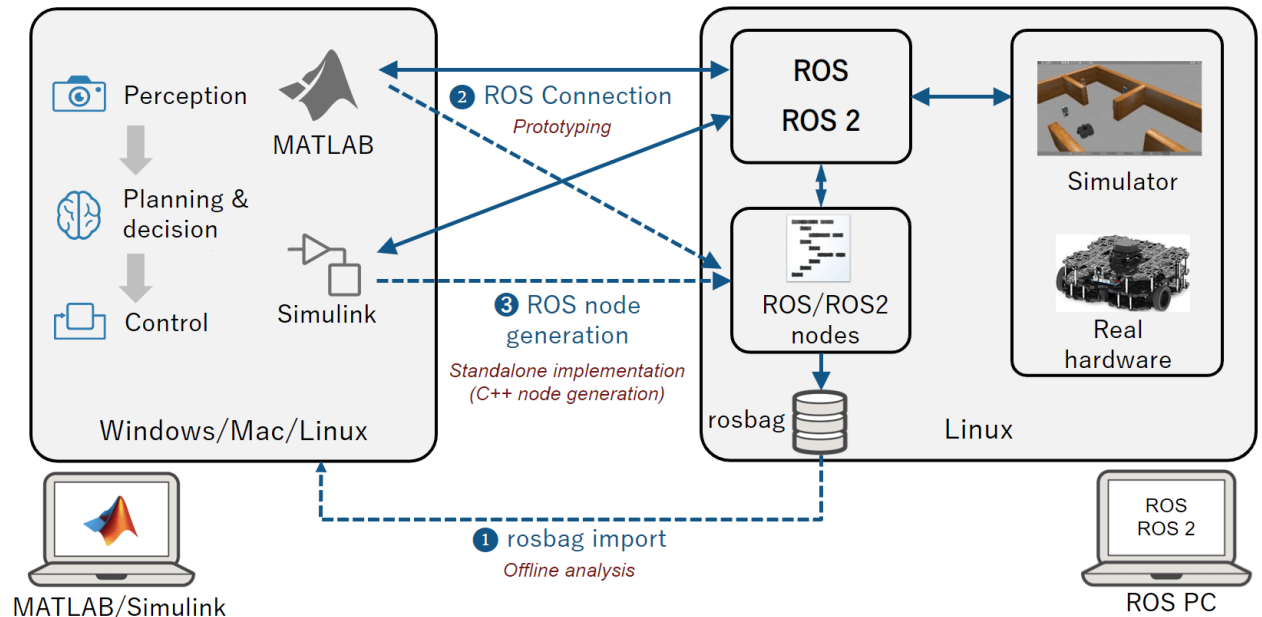 Perception
Planning &
decision
Control
MATLAB
Simulink
Windows/Mac/Linux
MATLAB/Simulink
2 ROS Connection
Prototyping
3 ROS node
generation
Standalone implementation
(C++ node generation)
1 rosbag import
Offline analysis
ROS
ROS 2
ROS/ROS2
nodes
rosbag
Simulator
Real
hardware
Linux
ROS
ROS 2
ROS PC